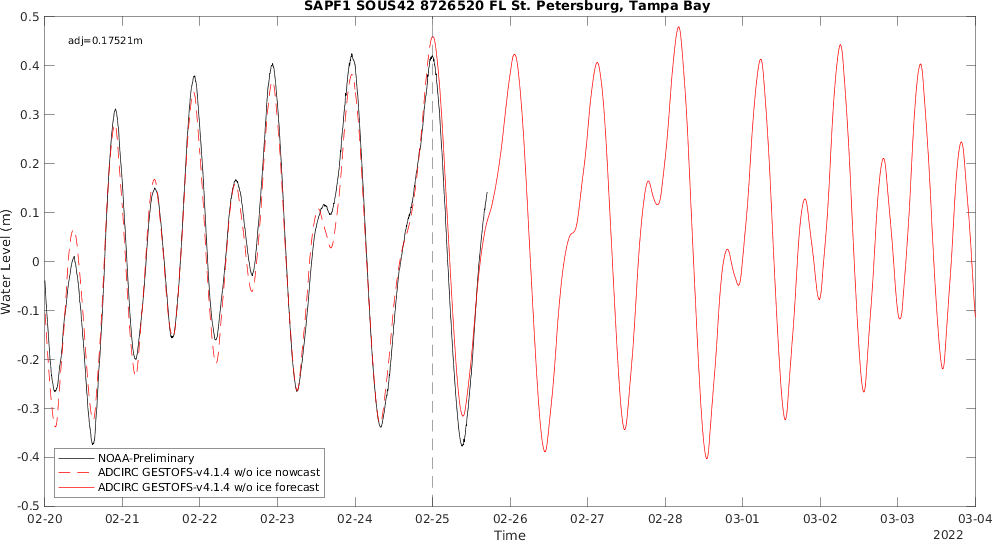 SAPF1 SOUS42 8726520 FL St. Petersburg, Tampa Bay
adj=0.17521m
0.5
0.4
0.3
0.2
0.1
0
-0.1
-0.2
-0.3
-0.4
-0.5
Water Level (m)
NOAA-Preliminary
ADCIRC GESTOFS-v4.1.4 w/o ice nowcast
ADCIRC GESTOFS-v4.1.4 w/o ice forecast
02-20 02-21 02-22 02-23 02-24 02-25 02-26 02-27 02-28 03-01 03-02 03-03 03-04
Time
2022